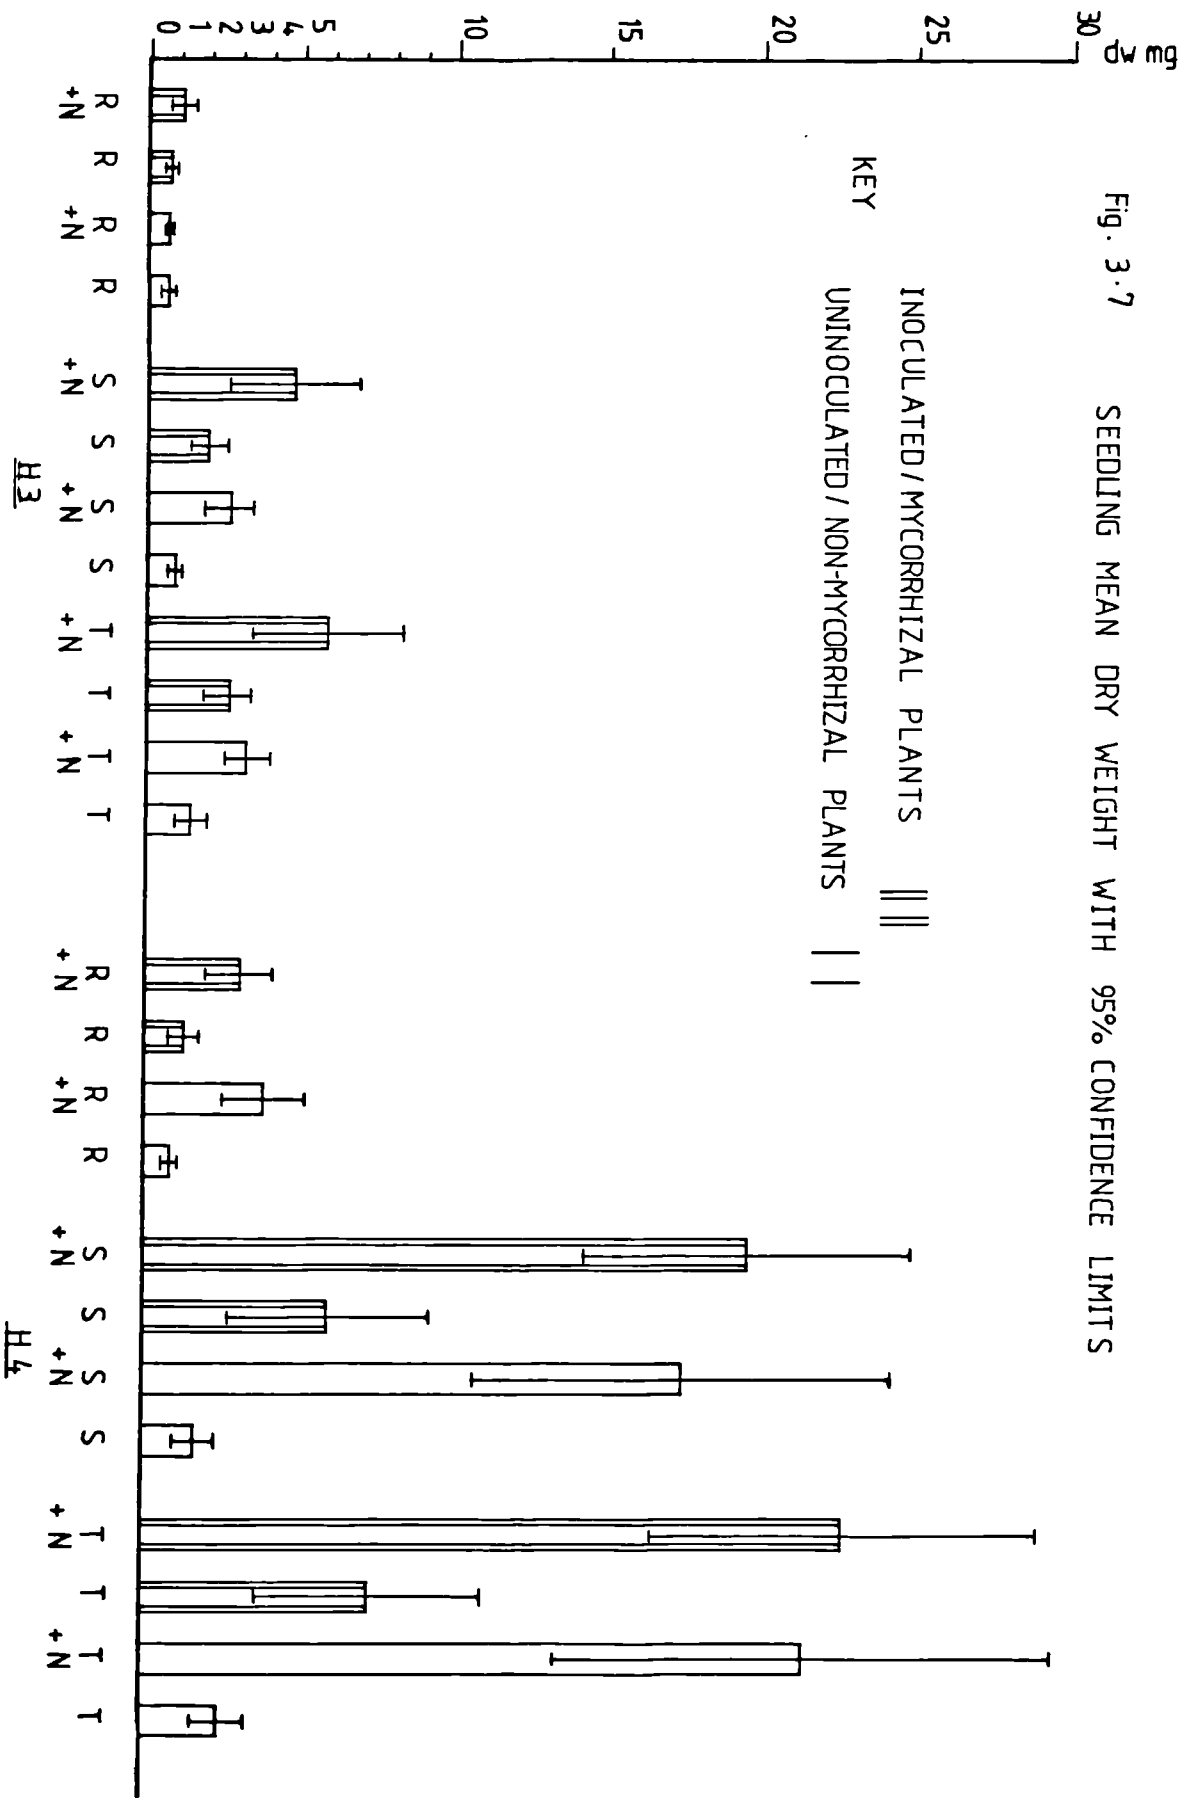 Fig. 3·7 SEEDLING MEAN DRY WEIGHT WITH 95% CONFIDENCE LIMITS
dw mg
30
25
20
15
10
5
4
3
2
1
0
KEY
INOCULATED/MYCORRHIZAL PLANTS
UNINOCULATED/NON-MYCORRHIZAL PLANTS
R R R R S S S S T T T T R R R R S S S S T T T T
+N +N +N +N +N +N +N +N +N +N +N +N
H3 H4